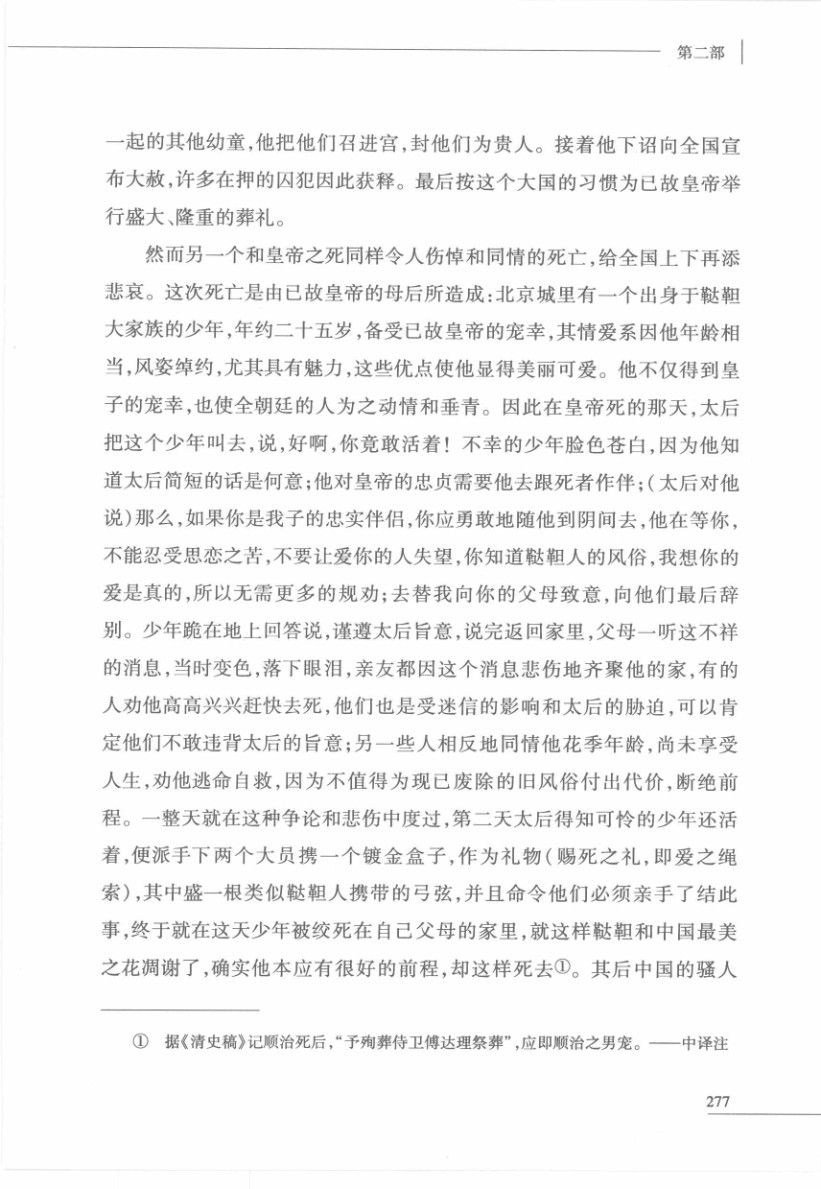 第二部
一起的其他幼童,他把他们召进宫,封他们为贵人。接着他下诏向全国宣
布大赦,许多在押的囚犯因此获释。最后按这个大国的习惯为已故皇帝举
行盛大、隆重的葬礼。
然而另一个和皇帝之死同样令人伤悼和同情的死亡,给全国上下再添
悲哀。这次死亡是由已故皇帝的母后所造成:北京城里有一个出身于鞑靼
大家族的少年,年约二十五岁,备受已故皇帝的宠幸,其情爱系因他年龄相
当,风姿绰约,尤其具有魅力,这些优点使他显得美丽可爱。他不仅得到皇
子的宠幸,也使全朝廷的人为之动情和垂青。因此在皇帝死的那天,太后
把这个少年叫去,说,好啊,你竟敢活着!不幸的少年脸色苍白,因为他知
道太后简短的话是何意;他对皇帝的忠贞需要他去跟死者作伴;(太后对他
说)那么,如果你是我子的忠实伴侣,你应勇敢地随他到阴间去,他在等你,
不能忍受思恋之苦,不要让爱你的人失望,你知道鞑靼人的风俗,我想你的
爱是真的,所以无需更多的规劝;去替我向你的父母致意,向他们最后辞
别。少年跪在地上回答说,谨遵太后旨意,说完返回家里,父母一听这不祥
的消息,当时变色,落下眼泪,亲友都因这个消息悲伤地齐聚他的家,有的
人劝他高高兴兴赶快去死,他们也是受迷信的影响和太后的胁迫,可以肯
定他们不敢违背太后的旨意;另一些人相反地同情他花季年龄,尚未享受
人生,劝他逃命自救,因为不值得为现已废除的旧风俗付出代价,断绝前
程。一整天就在这种争论和悲伤中度过,第二天太后得知可怜的少年还活
着,便派手下两个大员携一个镀金盒子,作为礼物(赐死之礼,即爱之绳
索),其中盛一根类似鞑靼人携带的弓弦,并且命令他们必须亲手了结此
事,终于就在这天少年被绞死在自己父母的家里,就这样鞑靼和中国最美
之花凋谢了,确实他本应有很好的前程,却这样死去①。其后中国的骚人
① 据《清史稿》记顺治死后,“予殉葬侍卫傅达理祭葬”,应即顺治之男宠。——中译注
277